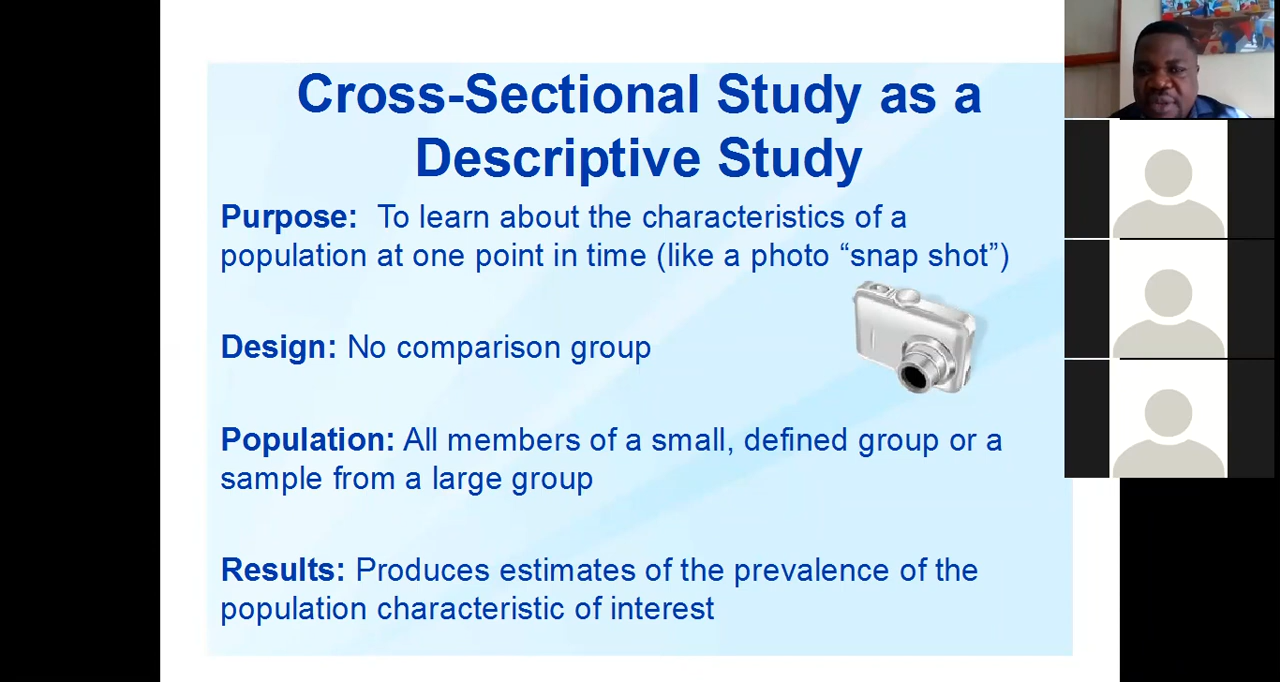 Cross-Sectional Study as a
Descriptive Study
Purpose: To learn about the characteristics of a
population at one point in time (like a photo “snap shot”)
Design: No comparison group
Population: All members of a small, defined group or a
sample from a large group
Results: Produces estimates of the prevalence of the
population characteristic of interest